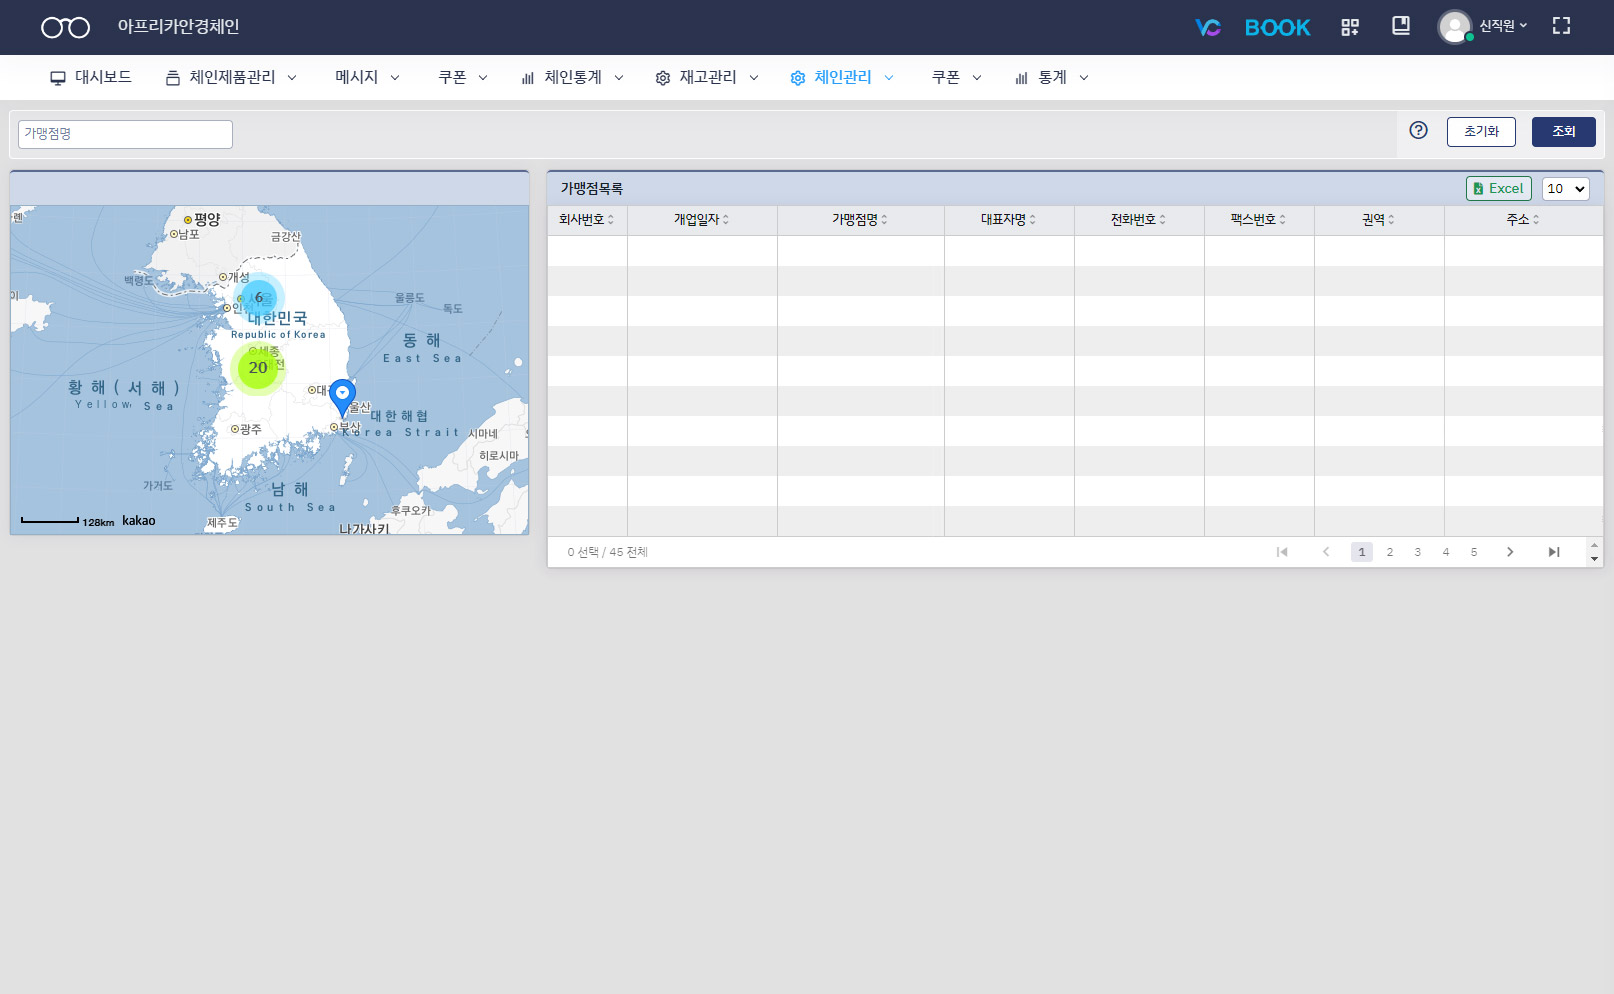 아프리카안경체인
VC
BOOK
신직원
대시보드
체인제품관리
메시지
쿠폰
체인통계
재고관리
체인관리
쿠폰
통계
가맹점명
초기화
조회
가맹점목록
Excel
10
회사번호
개업일자
가맹점명
대표자명
전화번호
팩스번호
권역
주소
평양
남포
금강산
개성
백령도
6
서울
울릉도
독도
대한민국
Republic of Korea
동해
East Sea
세종
20
황해(서해)
Yellow Sea
울산
대한해협
Korea Strait
광주
부산
시마네
히로시마
가거도
남해
South Sea
후쿠오카
128km
kakao
제주도
나가사키
0 선택 / 45 전체
1
2
3
4
5